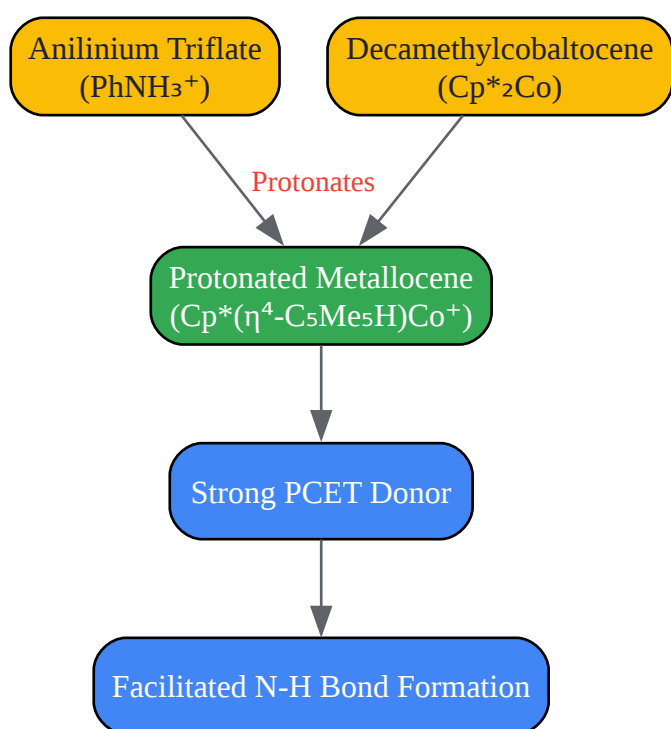 Anilinium Triflate
(PhNH₃⁺)
Decamethylcobaltocene
(Cp*₂Co)
Protonates
Protonated Metallocene
(Cp*(η⁴-C₅Me₅H)Co⁺)
Strong PCET Donor
Facilitated N-H Bond Formation